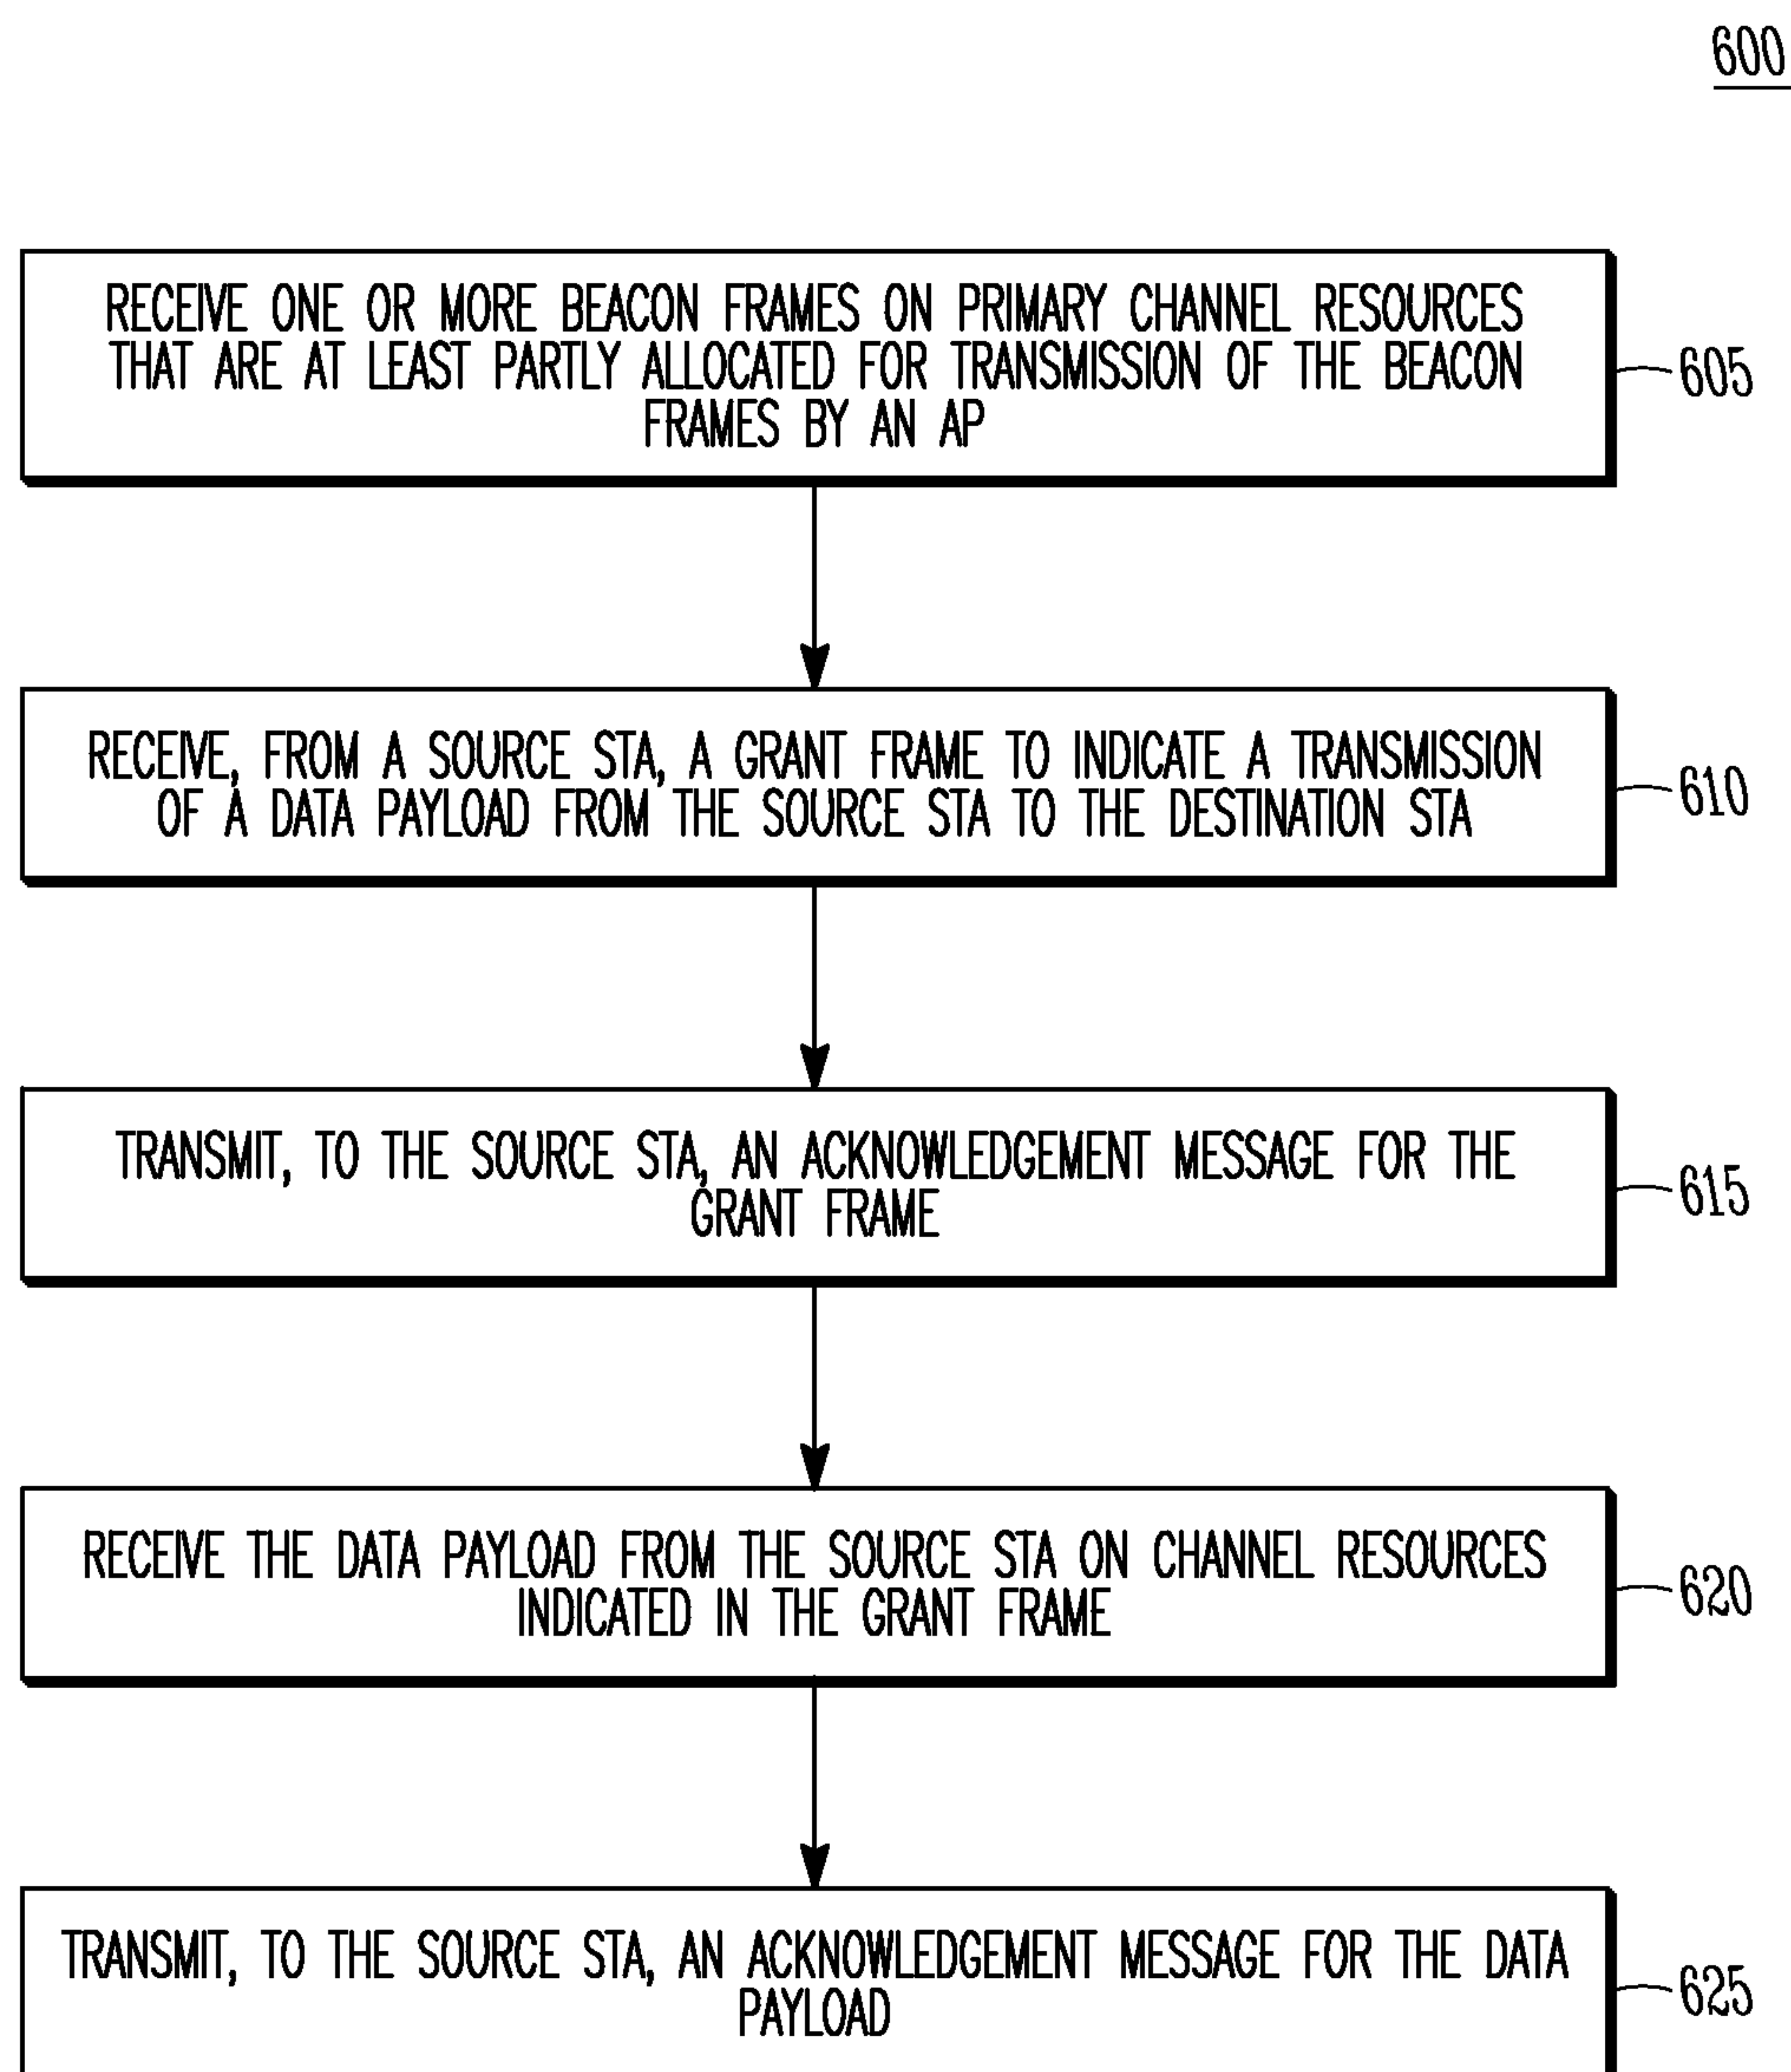 600
RECEIVE ONE OR MORE BEACON FRAMES ON PRIMARY CHANNEL RESOURCES
THAT ARE AT LEAST PARTLY ALLOCATED FOR TRANSMISSION OF THE BEACON
FRAMES BY AN AP
605
RECEIVE, FROM A SOURCE STA, A GRANT FRAME TO INDICATE A TRANSMISSION
OF A DATA PAYLOAD FROM THE SOURCE STA TO THE DESTINATION STA
610
TRANSMIT, TO THE SOURCE STA, AN ACKNOWLEDGEMENT MESSAGE FOR THE
GRANT FRAME
615
RECEIVE THE DATA PAYLOAD FROM THE SOURCE STA ON CHANNEL RESOURCES
INDICATED IN THE GRANT FRAME
620
TRANSMIT, TO THE SOURCE STA, AN ACKNOWLEDGEMENT MESSAGE FOR THE DATA
PAYLOAD
625